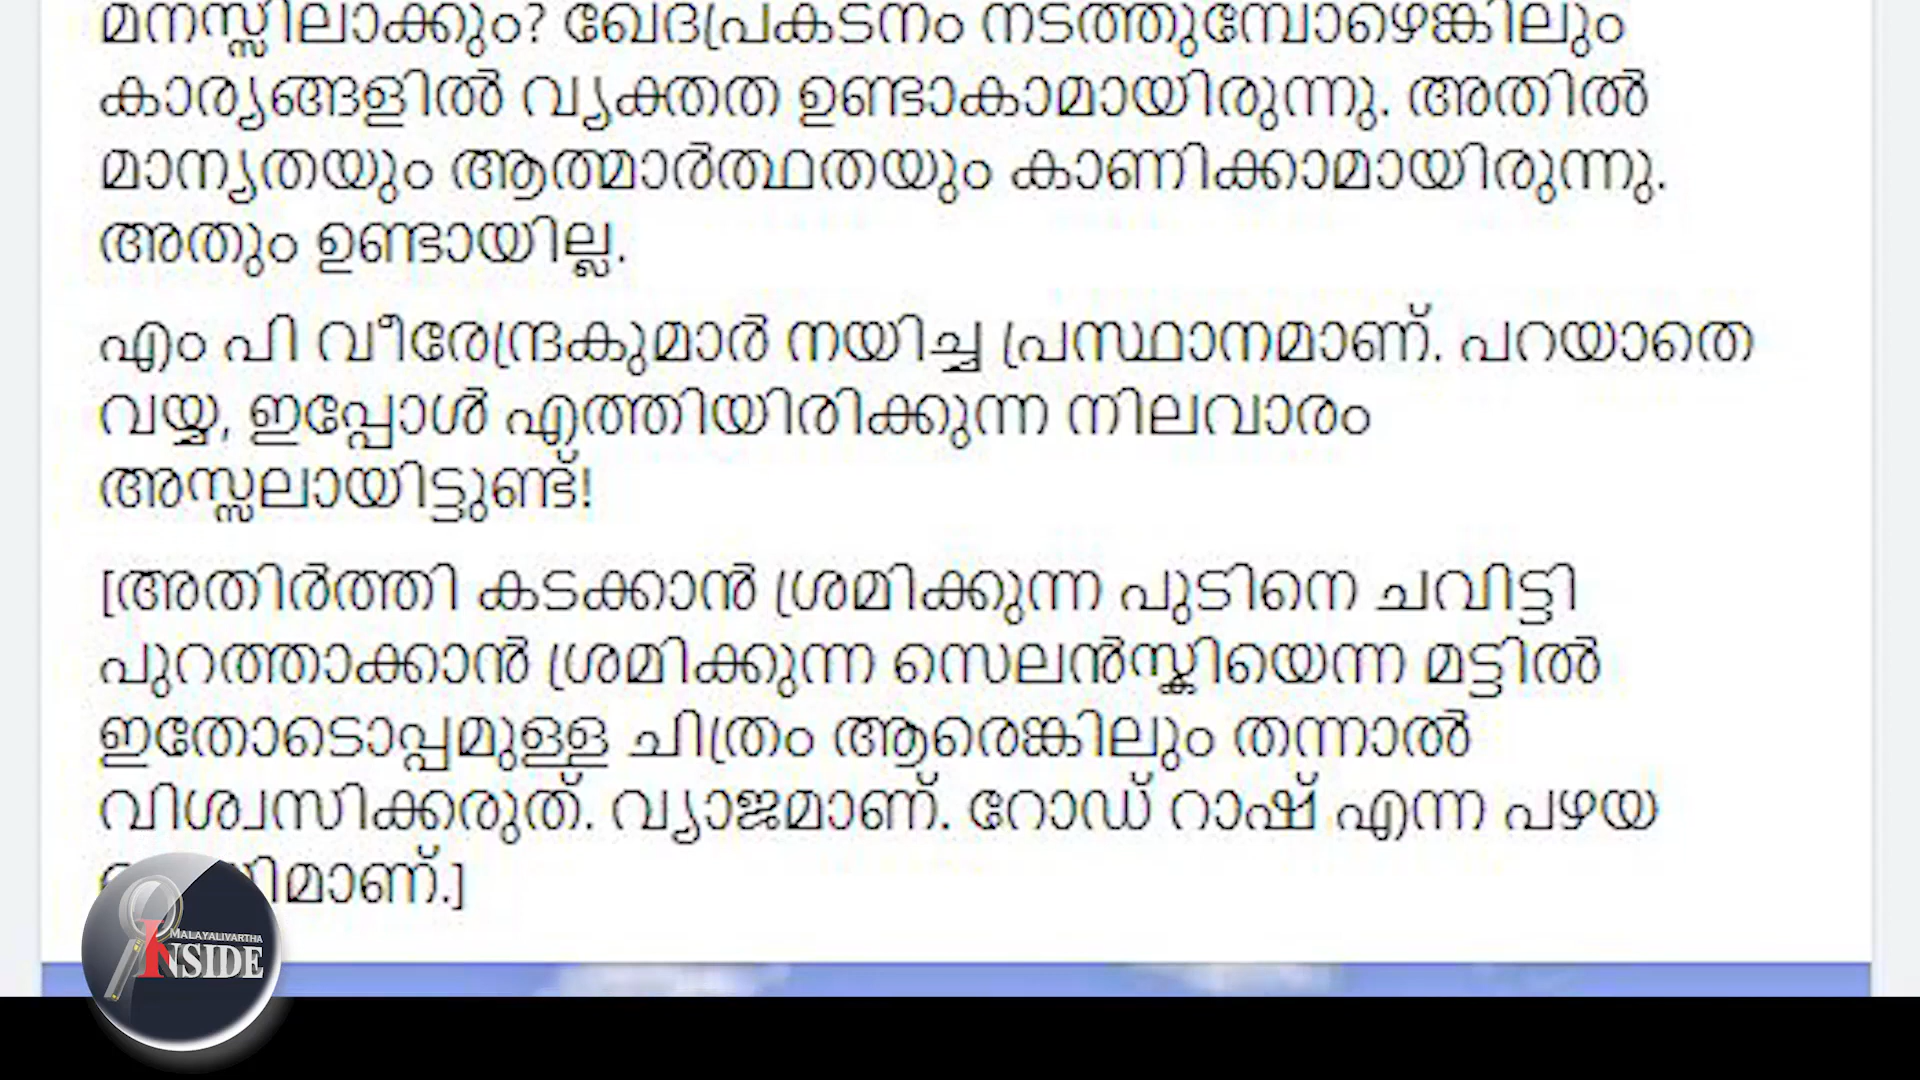 മനസ്സിലാക്കും? ഖേദപ്രകടനം നടത്തുമ്പോഴെങ്കിലും
കാര്യങ്ങളിൽ വ്യക്തത ഉണ്ടാകാമായിരുന്നു. അതിൽ
മാന്യതയും ആത്മാർത്ഥതയും കാണിക്കാമായിരുന്നു.
അതും ഉണ്ടായില്ല.
എം പി വീരേന്ദ്രകുമാർ നയിച്ച പ്രസ്ഥാനമാണ്. പറയാതെ
വയ്യ, ഇപ്പോൾ എത്തിയിരിക്കുന്ന നിലവാരം
അസ്സലായിട്ടുണ്ട്!
[അതിർത്തി കടക്കാൻ ശ്രമിക്കുന്ന പുടിനെ ചവിട്ടി
പുറത്താക്കാൻ ശ്രമിക്കുന്ന സെലൻസ്കിയെന്ന മട്ടിൽ
ഇതോടൊപ്പമുള്ള ചിത്രം ആരെങ്കിലും തന്നാൽ
വിശ്വസിക്കരുത്. വ്യാജമാണ്. റോഡ് റാഷ് എന്ന പഴയ
MALAYALIVARTHA
INSIDE